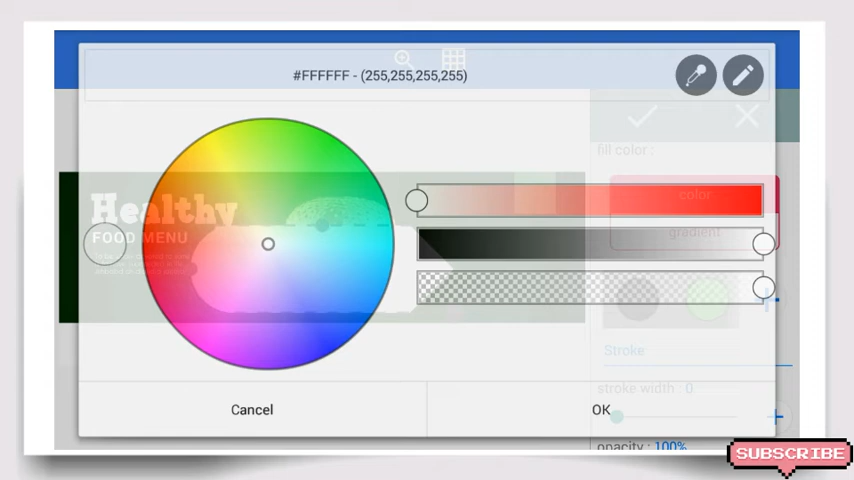 #FFFFFF - (255,255,255,255)
fill color :
color
gradient
Healthy
FOOD MENU
Stroke
stroke width : 0
Cancel
OK
opacity : 100%
SUBSCRIBE